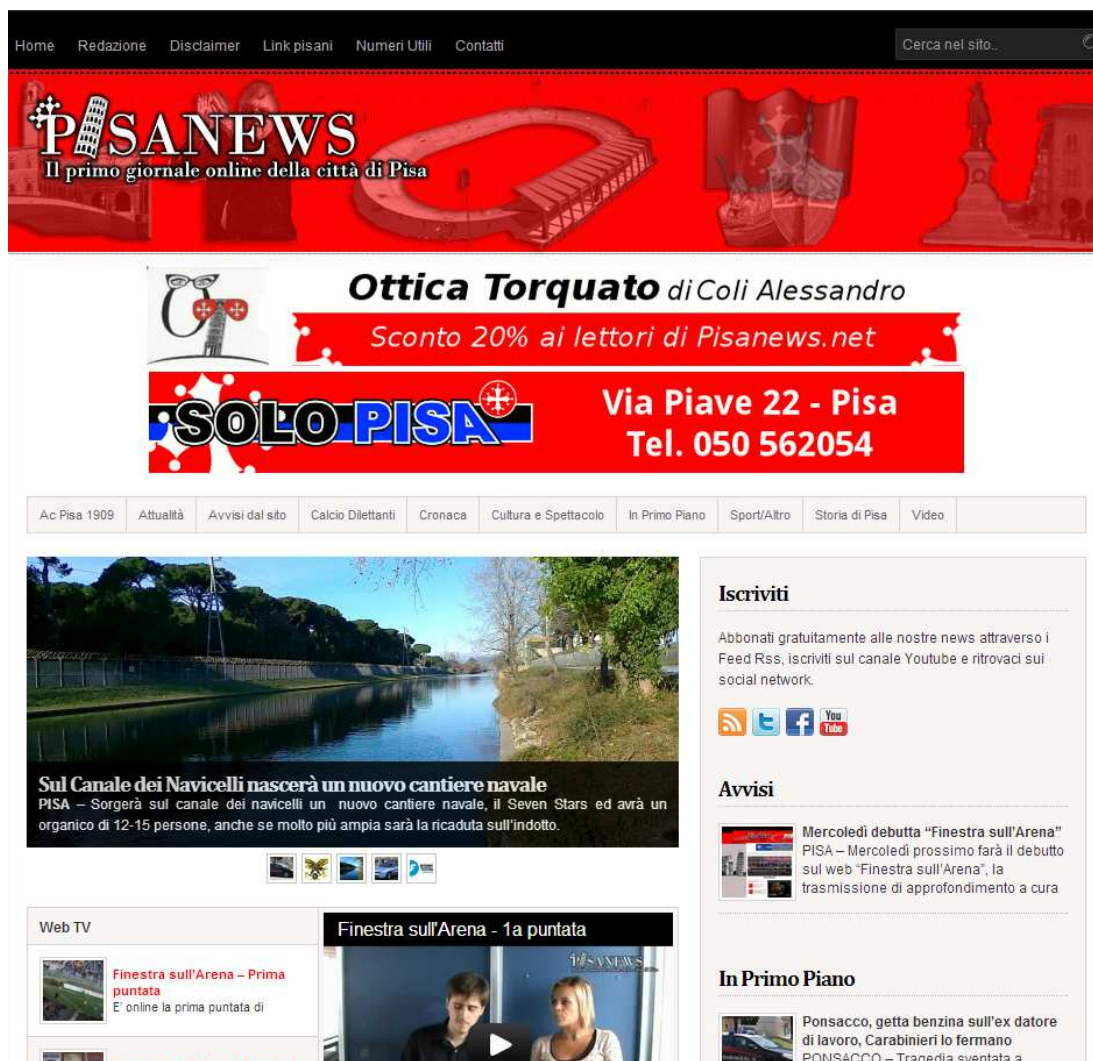 Home Redazione Disclaimer Link pisani Numeri Utili Contatti
Cerca nel sito..
PISANEWS
Il primo giornale online della città di Pisa
Ottica Torquato di Coli Alessandro
Sconto 20% ai lettori di Pisanews.net
SOLO PISA
Via Piave 22 - Pisa
Tel. 050 562054
Ac Pisa 1909 Attualità Avvisi dal sito Calcio Dilettanti Cronaca Cultura e Spettacolo In Primo Piano Sport/Altro Storia di Pisa Video
Sul Canale dei Navicelli nascerà un nuovo cantiere navale
PISA – Sorgerà sul canale dei navicelli un nuovo cantiere navale, il Seven Stars ed avrà un
organico di 12-15 persone, anche se molto più ampia sarà la ricaduta sull'indotto.
Web TV
Finestra sull'Arena – Prima
puntata
E' online la prima puntata di
Finestra sull'Arena - 1a puntata
PISANEWS
Iscriviti
Abbonati gratuitamente alle nostre news attraverso i
Feed Rss, iscriviti sul canale Youtube e ritrovaci sui
social network.
You
Tube
Avvisi
Mercoledì debutta “Finestra sull'Arena”
PISA – Mercoledì prossimo farà il debutto
sul web “Finestra sull'Arena”, la
trasmissione di approfondimento a cura
In Primo Piano
Ponsacco, getta benzina sull'ex datore
di lavoro, Carabinieri lo fermano
PONSACCO – Tragedia sventata a